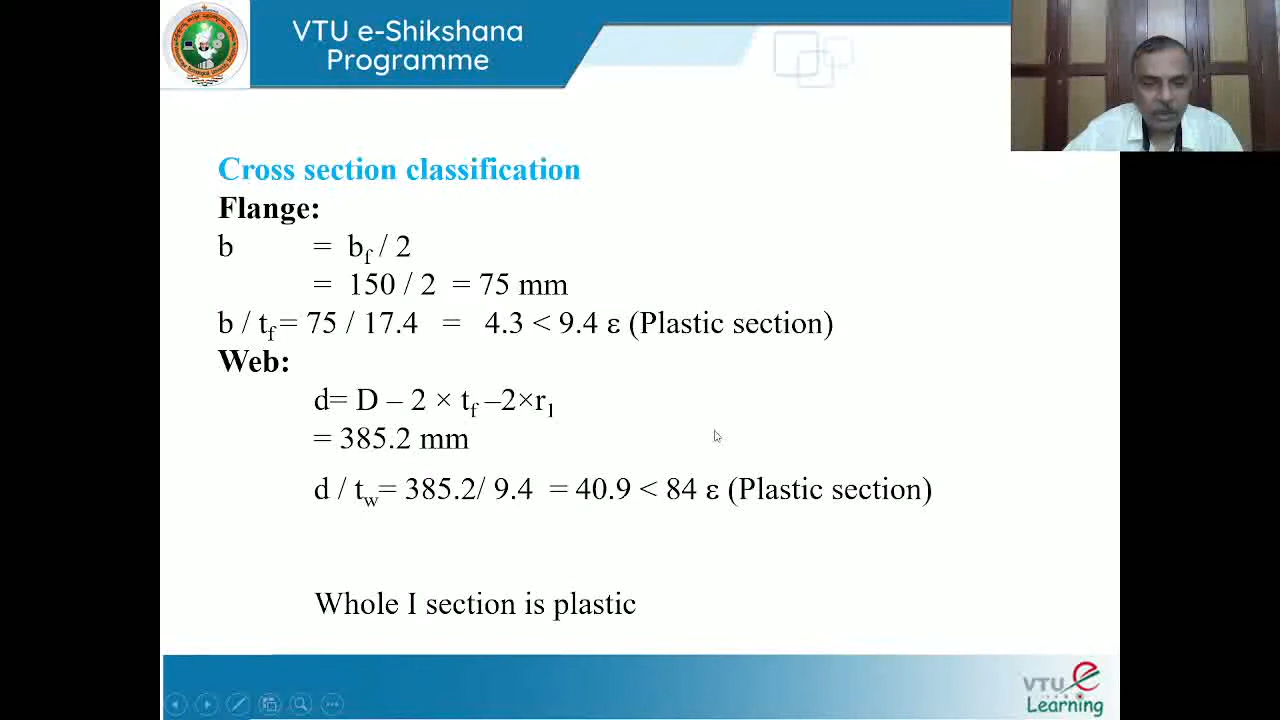 VTU e-Shikshana
Programme
Cross section classification
Flange:
b = b_f / 2
= 150 / 2 = 75 mm
b / t_f = 75 / 17.4 = 4.3 < 9.4 ε (Plastic section)
Web:
d= D – 2 × t_f –2×r_1
= 385.2 mm
d / t_w = 385.2/ 9.4 = 40.9 < 84 ε (Plastic section)
Whole I section is plastic
VTU e
Learning